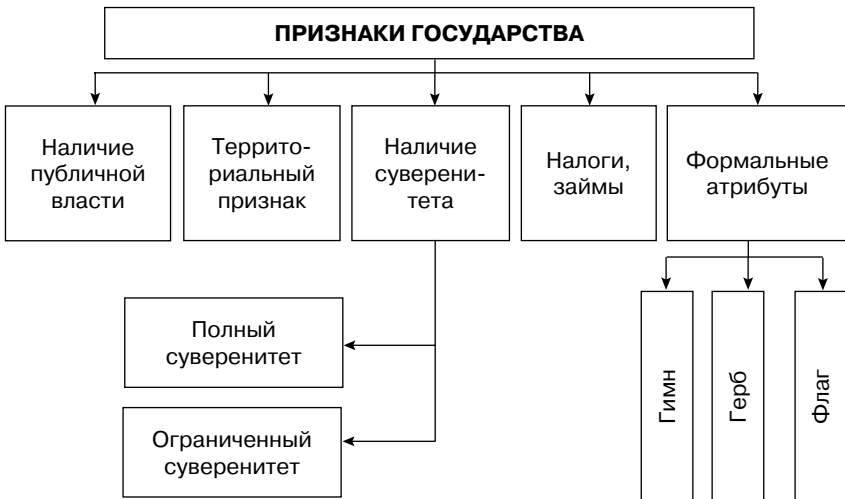 ПРИЗНАКИ ГОСУДАРСТВА
Наличие
публичной
власти
Террито-
риальный
признак
Наличие
суверени-
тета
Налоги,
займы
Формальные
атрибуты
Полный
суверенитет
Ограниченный
суверенитет
Гимн
Герб
Флаг